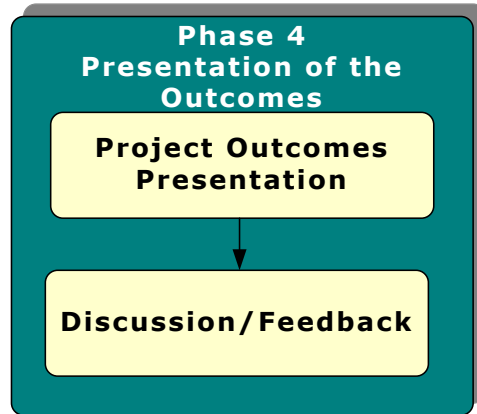 Phase 4
Presentation of the
Outcomes
Project Outcomes
Presentation
Discussion/Feedback